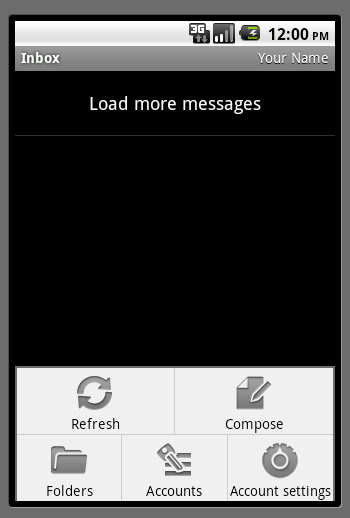 3G 12:00 PM
Inbox Your Name
Load more messages
Refresh Compose
Folders Accounts Account settings